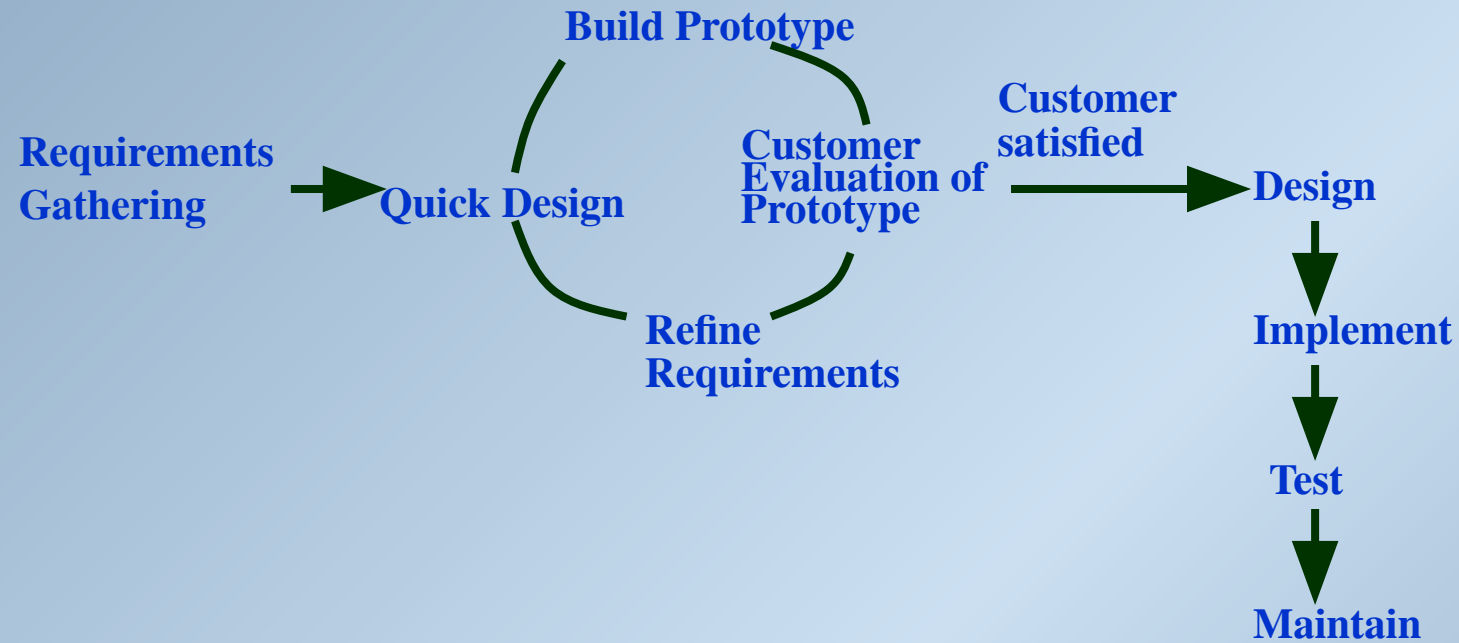 Build Prototype
Requirements
Gathering
Quick Design
Customer
Evaluation of
Prototype
Customer
satisfied
Design
Refine
Requirements
Implement
Test
Maintain